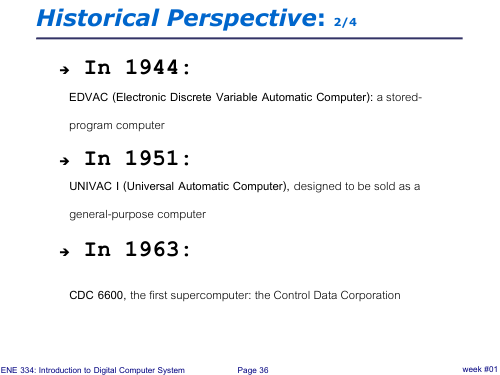 Historical Perspective: 2/4
➔ In 1944:
EDVAC (Electronic Discrete Variable Automatic Computer): a stored-
program computer
➔ In 1951:
UNIVAC I (Universal Automatic Computer), designed to be sold as a
general-purpose computer
➔ In 1963:
CDC 6600, the first supercomputer: the Control Data Corporation
ENE 334: Introduction to Digital Computer System Page 36 week #01